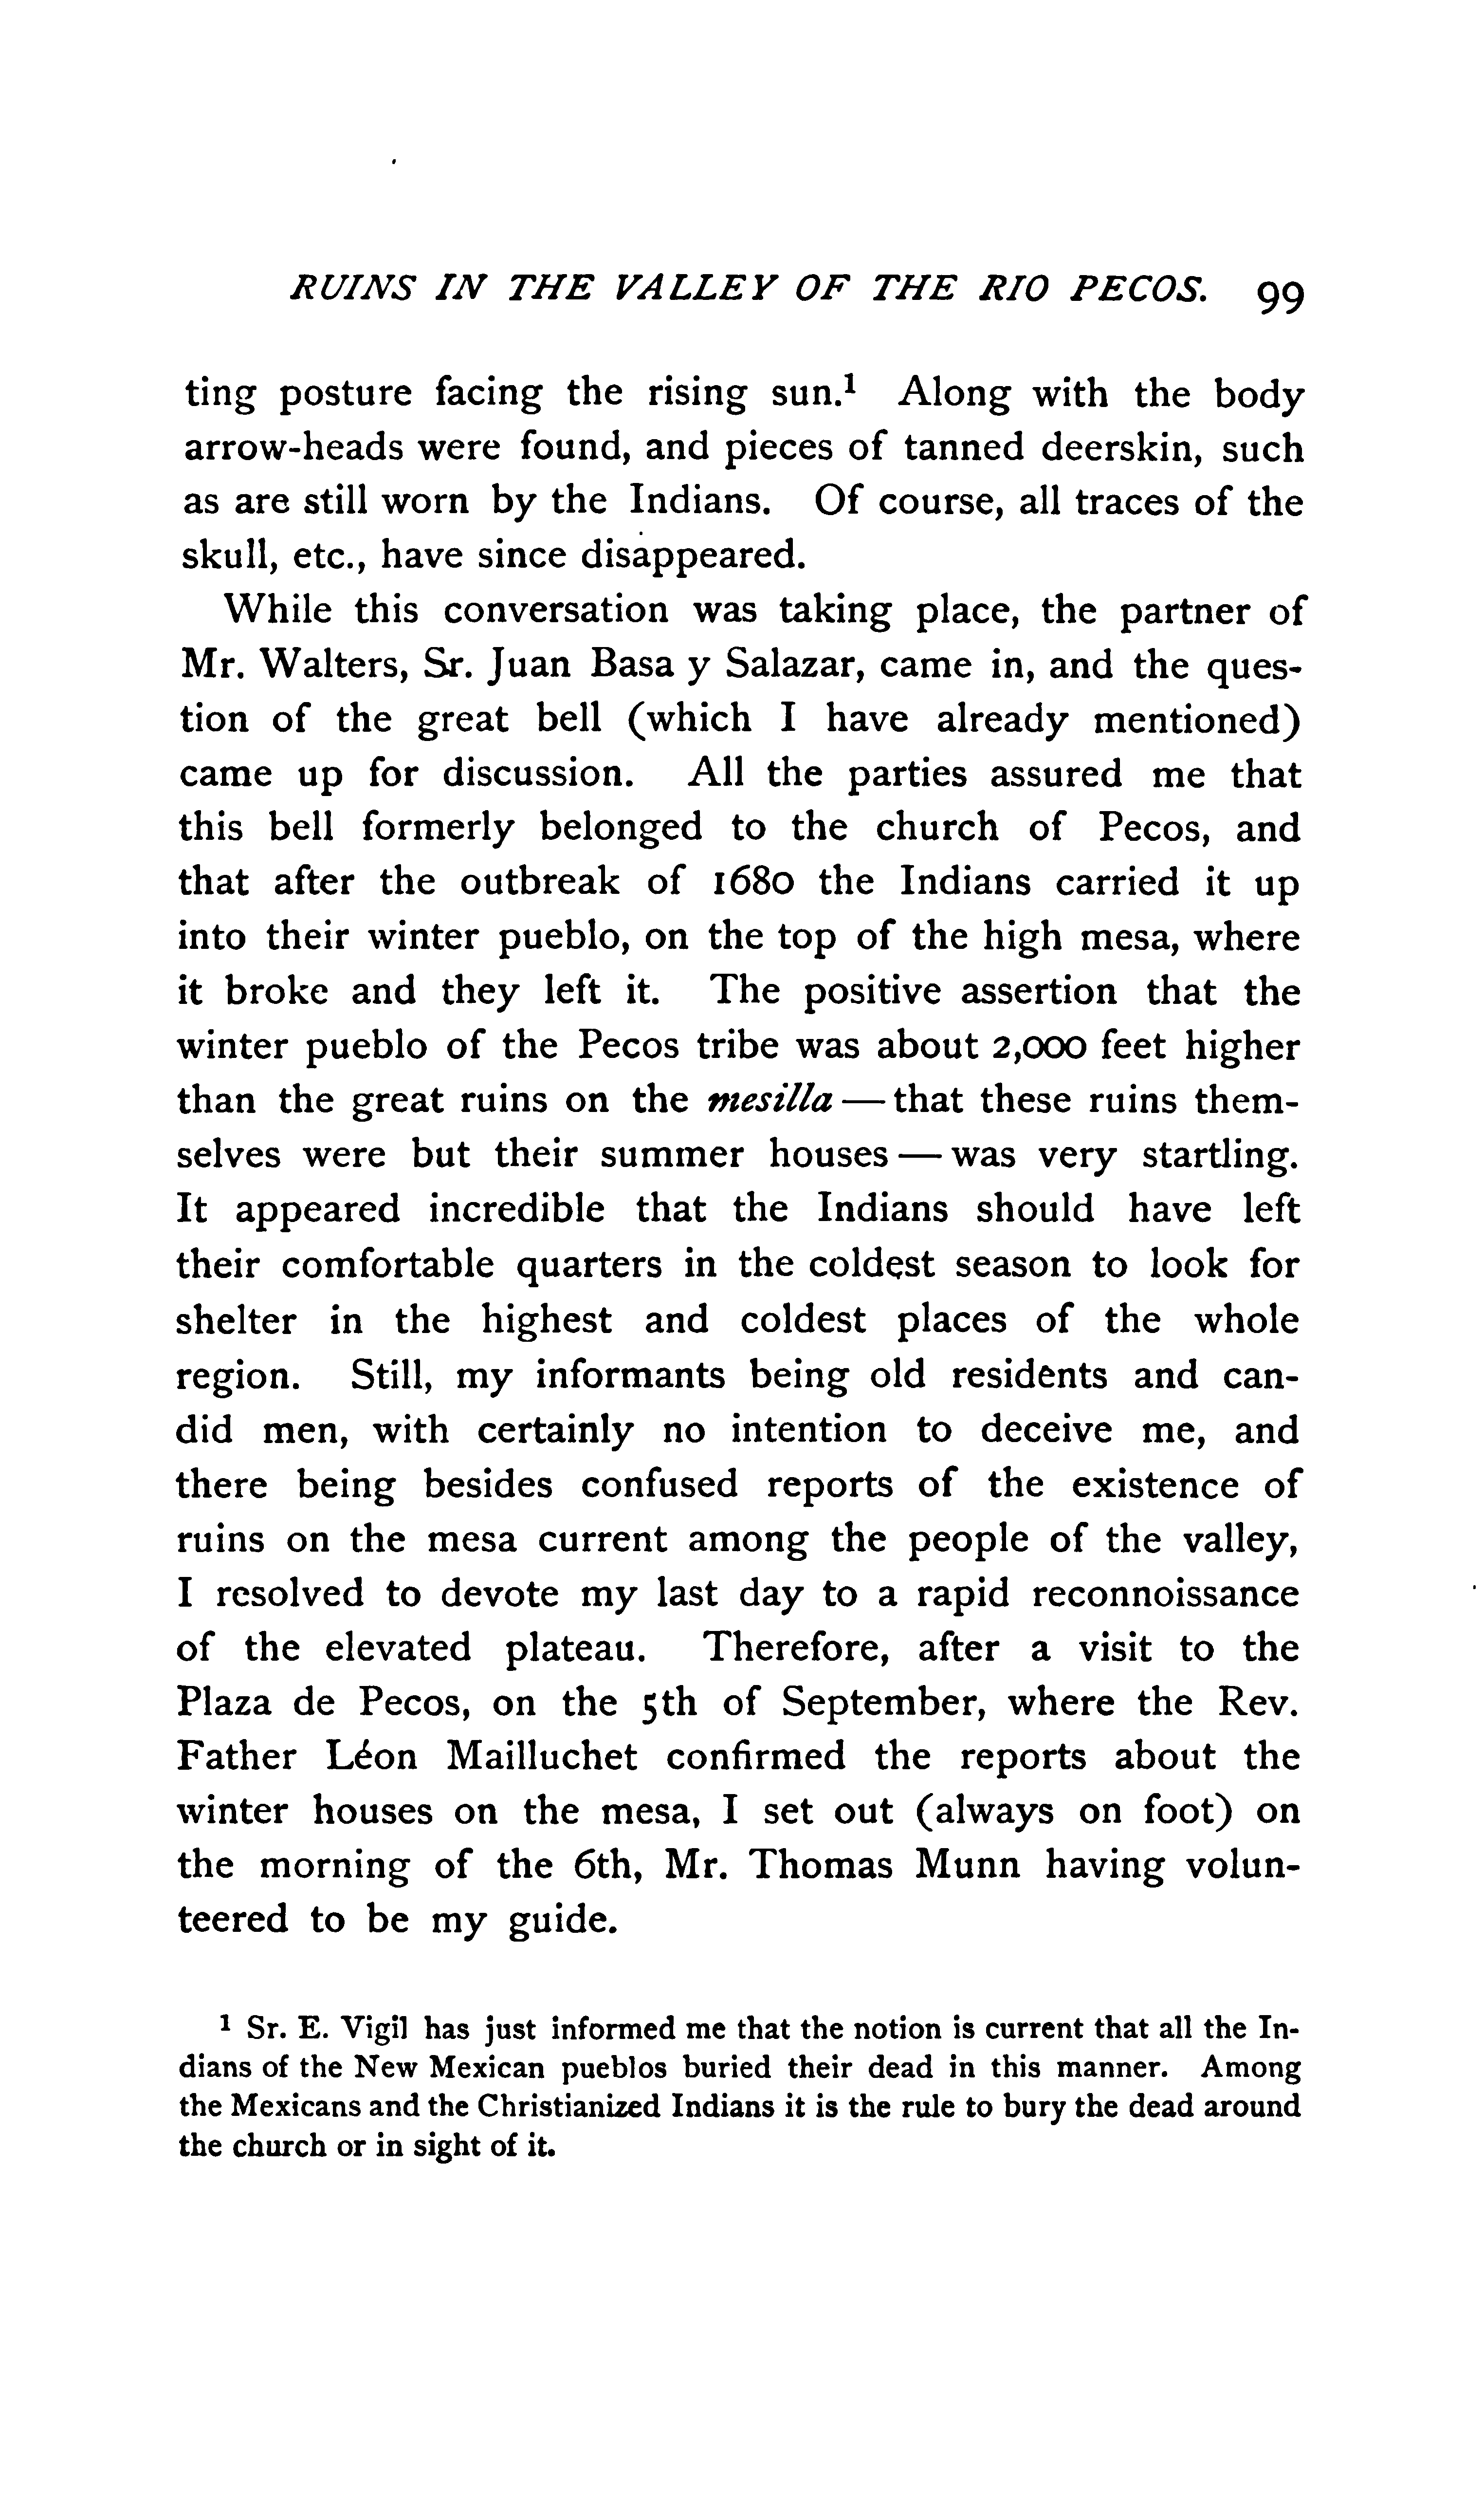 RUINS IN THE VALLEY OF THE RIO PECOS. 99
ting posture facing the rising sun.¹ Along with the body
arrow-heads were found, and pieces of tanned deerskin, such
as are still worn by the Indians. Of course, all traces of the
skull, etc., have since disappeared.
While this conversation was taking place, the partner of
Mr. Walters, Sr. Juan Basa y Salazar, came in, and the ques-
tion of the great bell (which I have already mentioned)
came up for discussion. All the parties assured me that
this bell formerly belonged to the church of Pecos, and
that after the outbreak of 1680 the Indians carried it up
into their winter pueblo, on the top of the high mesa, where
it broke and they left it. The positive assertion that the
winter pueblo of the Pecos tribe was about 2,000 feet higher
than the great ruins on the mesilla — that these ruins them-
selves were but their summer houses — was very startling.
It appeared incredible that the Indians should have left
their comfortable quarters in the coldest season to look for
shelter in the highest and coldest places of the whole
region. Still, my informants being old residents and can-
did men, with certainly no intention to deceive me, and
there being besides confused reports of the existence of
ruins on the mesa current among the people of the valley,
I resolved to devote my last day to a rapid reconnoissance
of the elevated plateau. Therefore, after a visit to the
Plaza de Pecos, on the 5th of September, where the Rev.
Father Léon Mailluchet confirmed the reports about the
winter houses on the mesa, I set out (always on foot) on
the morning of the 6th, Mr. Thomas Munn having volun-
teered to be my guide.
¹ Sr. E. Vigil has just informed me that the notion is current that all the In-
dians of the New Mexican pueblos buried their dead in this manner. Among
the Mexicans and the Christianized Indians it is the rule to bury the dead around
the church or in sight of it.